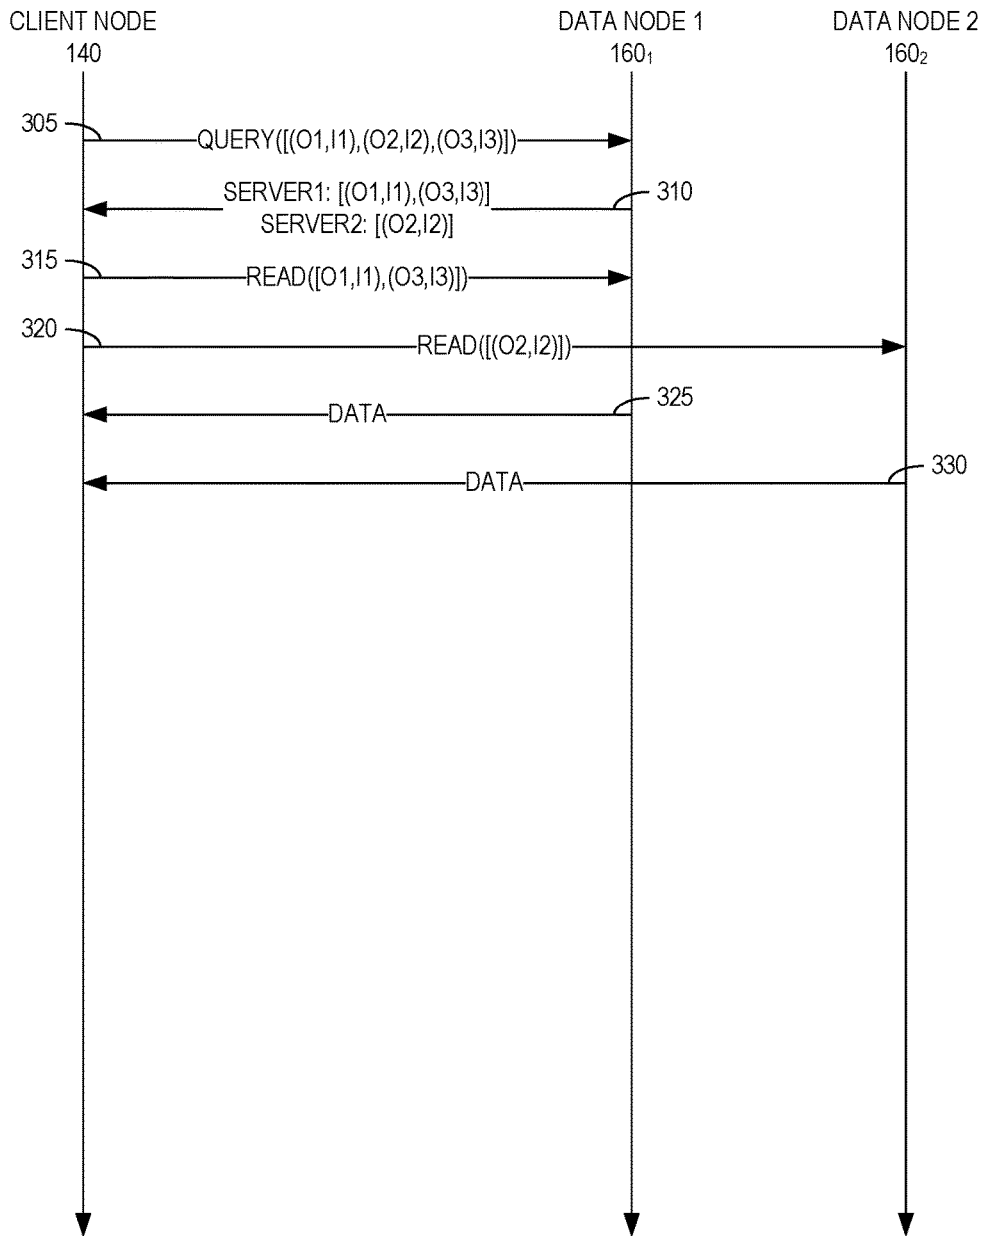 CLIENT NODE
140
DATA NODE 1
160₁
DATA NODE 2
160₂
305
QUERY([(O1,I1),(O2,I2),(O3,I3)])
SERVER1: [(O1,I1),(O3,I3)]
310
SERVER2: [(O2,I2)]
315
READ([O1,I1),(O3,I3)])
320
READ([(O2,I2)])
325
DATA
330
DATA